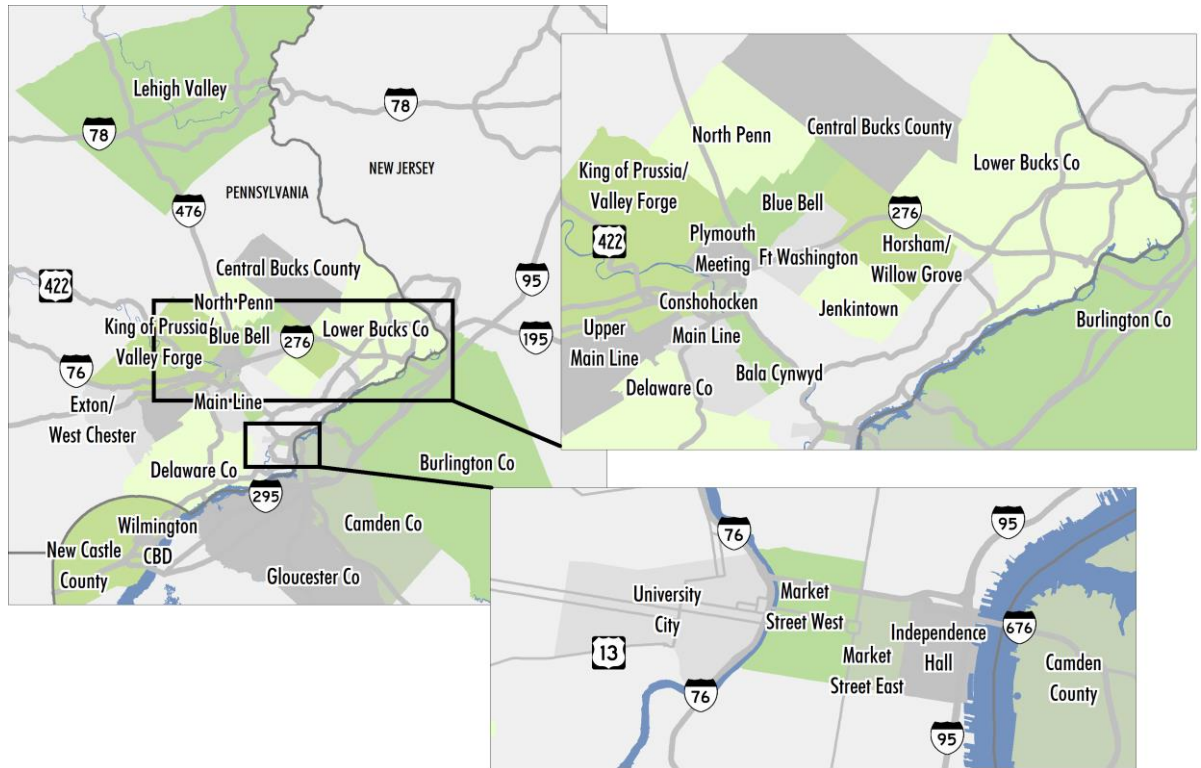 Lehigh Valley
78
78
NEW JERSEY
PENNSYLVANIA
476
Central Bucks County
422
95
North Penn
King of Prussia/
Valley Forge
Blue Bell
276
Lower Bucks Co
195
76
Exton/
West Chester
Main Line
Delaware Co
Burlington Co
295
Wilmington
CBD
Camden Co
New Castle
County
Gloucester Co
North Penn
Central Bucks County
Lower Bucks Co
King of Prussia/
Valley Forge
Blue Bell
276
422
Plymouth
Meeting
Ft Washington
Horsham/
Willow Grove
Conshohocken
Jenkintown
Burlington Co
Upper
Main Line
Main Line
Delaware Co
Bala Cynwyd
76
95
University
City
Market
Street West
13
Independence
Hall
676
Market
Street East
Camden
County
76
95